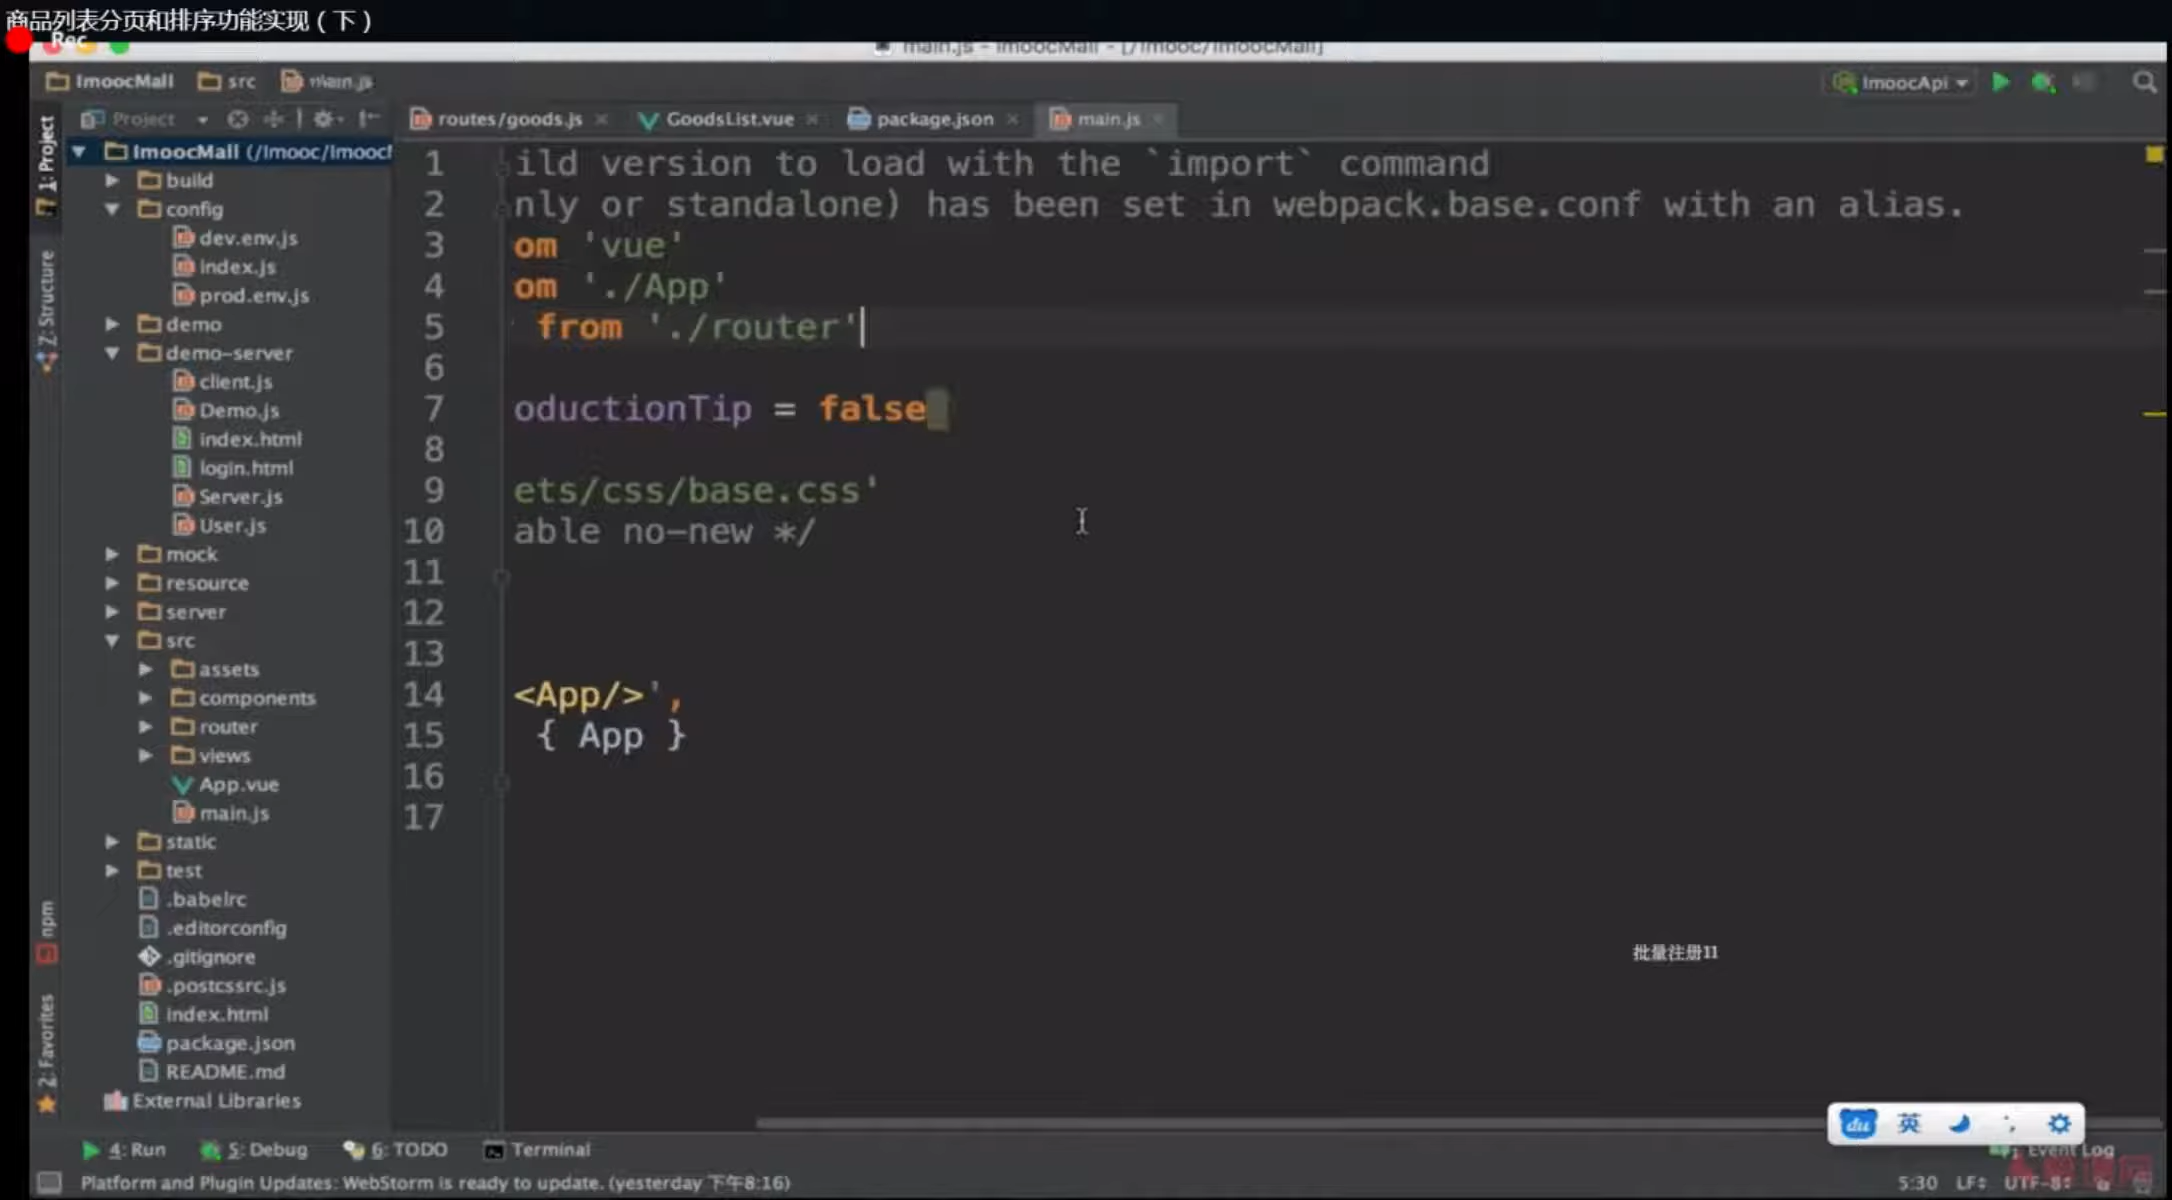 商品列表分页和排序功能实现（下）
Rec
main.js - ImoocMall - [/Imooc/ImoocMall]
ImoocMall src main.js
ImoocApi
Project
routes/goods.js
GoodsList.vue
package.json
main.js
1: Project
Z: Structure
npm
2: Favorites
ImoocMall (/Imooc/Imooc
build
config
dev.env.js
index.js
prod.env.js
demo
demo-server
client.js
Demo.js
index.html
login.html
Server.js
User.js
mock
resource
server
src
assets
components
router
views
App.vue
main.js
static
test
.babelrc
.editorconfig
.gitignore
.postcssrc.js
index.html
package.json
README.md
External Libraries
1 ild version to load with the `import` command
2 nly or standalone) has been set in webpack.base.conf with an alias.
3 om 'vue'
4 om './App'
5 from './router'
6
7 oductionTip = false
8
9 ets/css/base.css'
10 able no-new */
11
12
13
14 <App/>',
15 { App }
16
17
批量注册11
du 英
4: Run
5: Debug
6: TODO
Terminal
Event Log
Platform and Plugin Updates: WebStorm is ready to update. (yesterday 下午8:16)
5:30 LF UTF-8